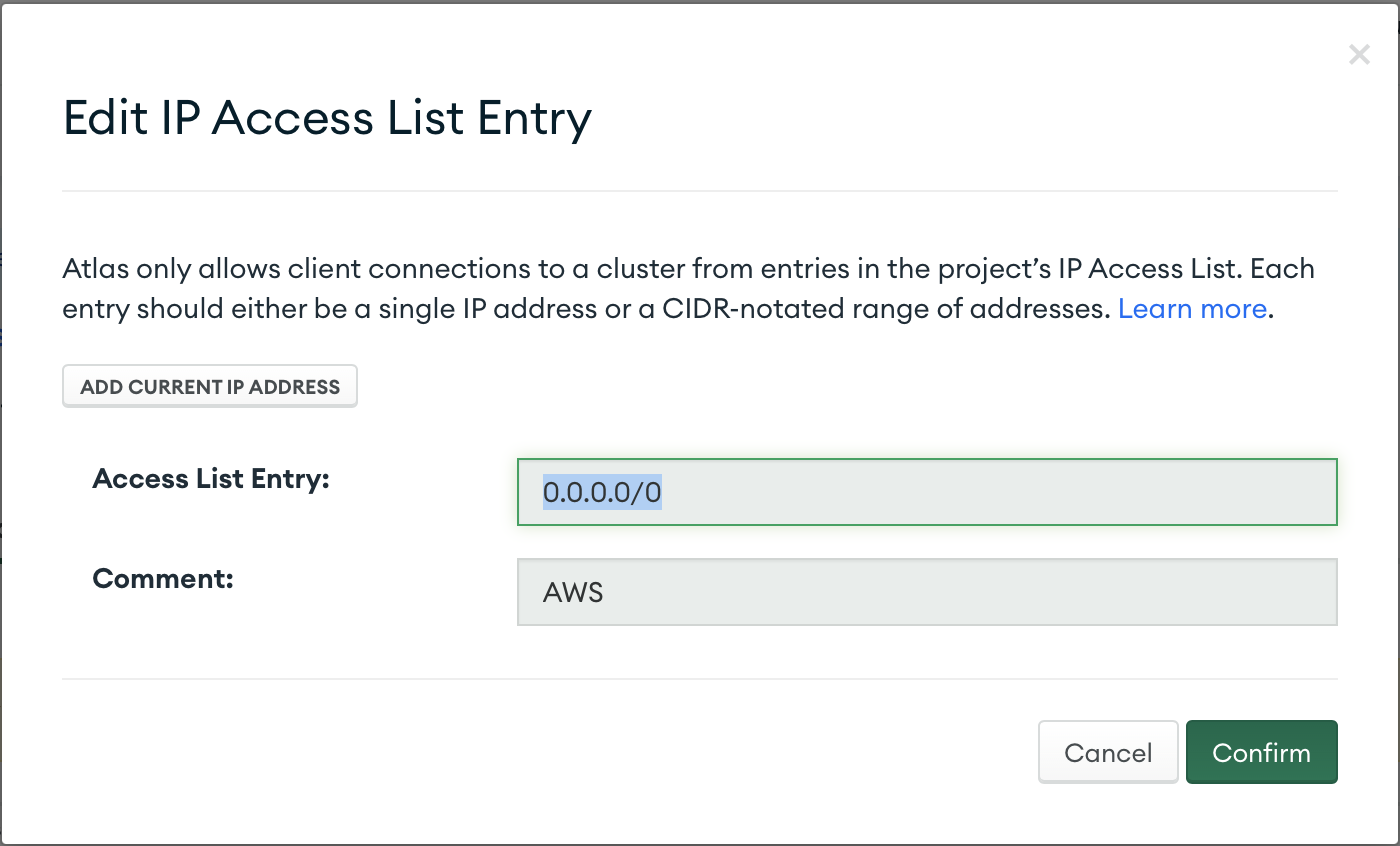 Edit IP Access List Entry
Atlas only allows client connections to a cluster from entries in the project’s IP Access List. Each
entry should either be a single IP address or a CIDR-notated range of addresses. Learn more.
ADD CURRENT IP ADDRESS
Access List Entry:
0.0.0.0/0
Comment:
AWS
Cancel
Confirm